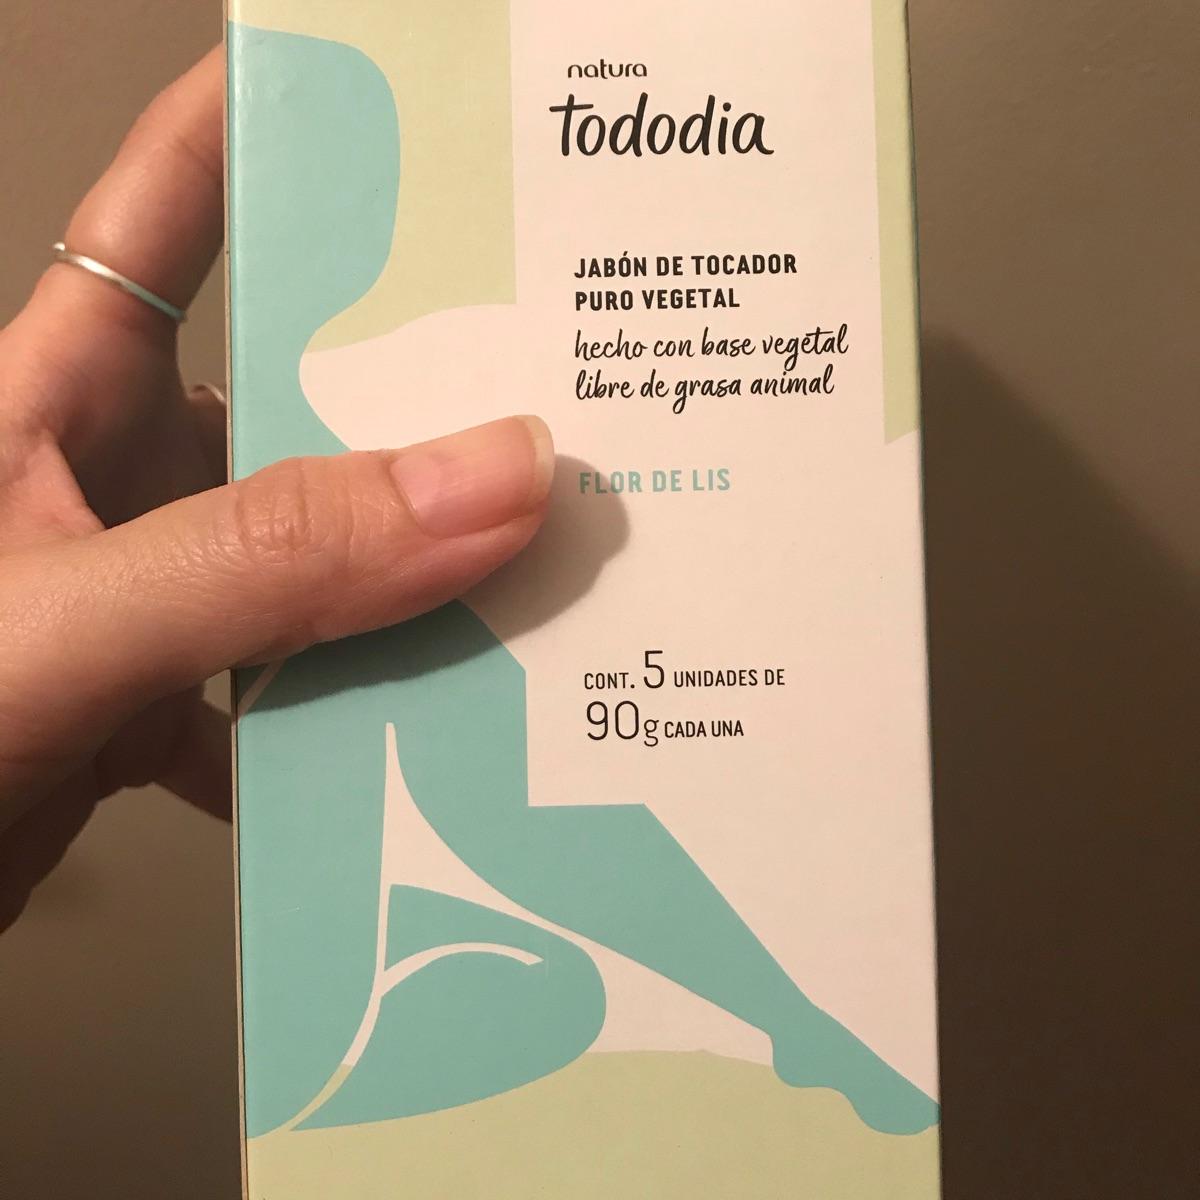 natura
tododia
JABÓN DE TOCADOR
PURO VEGETAL
hecho con base vegetal
libre de grasa animal
FLOR DE LIS
CONT. 5 UNIDADES DE
90g CADA UNA